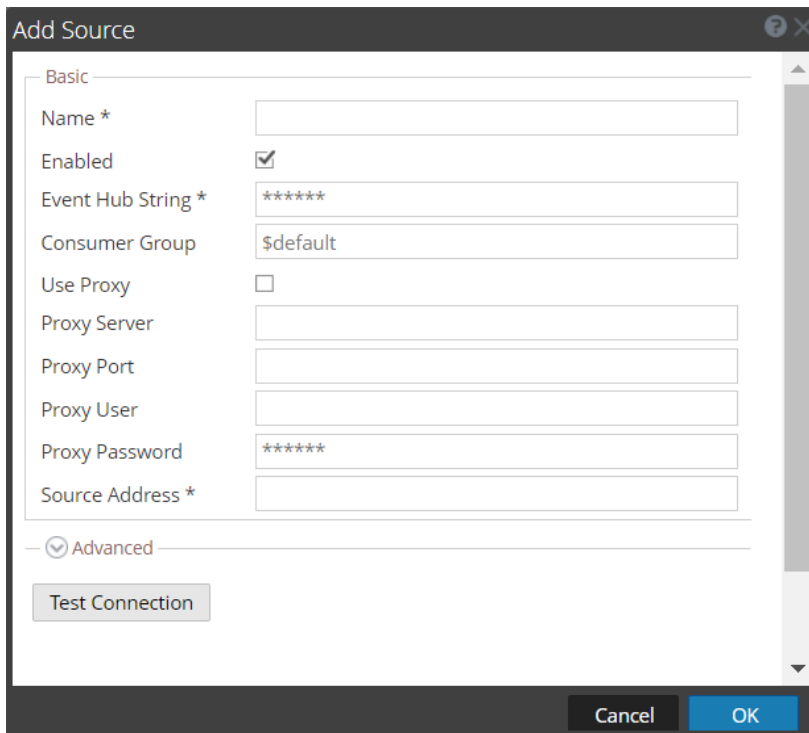 Add Source
Basic
Name *
Enabled
Event Hub String * ******
Consumer Group $default
Use Proxy
Proxy Server
Proxy Port
Proxy User
Proxy Password ******
Source Address *
Advanced
Test Connection
Cancel OK